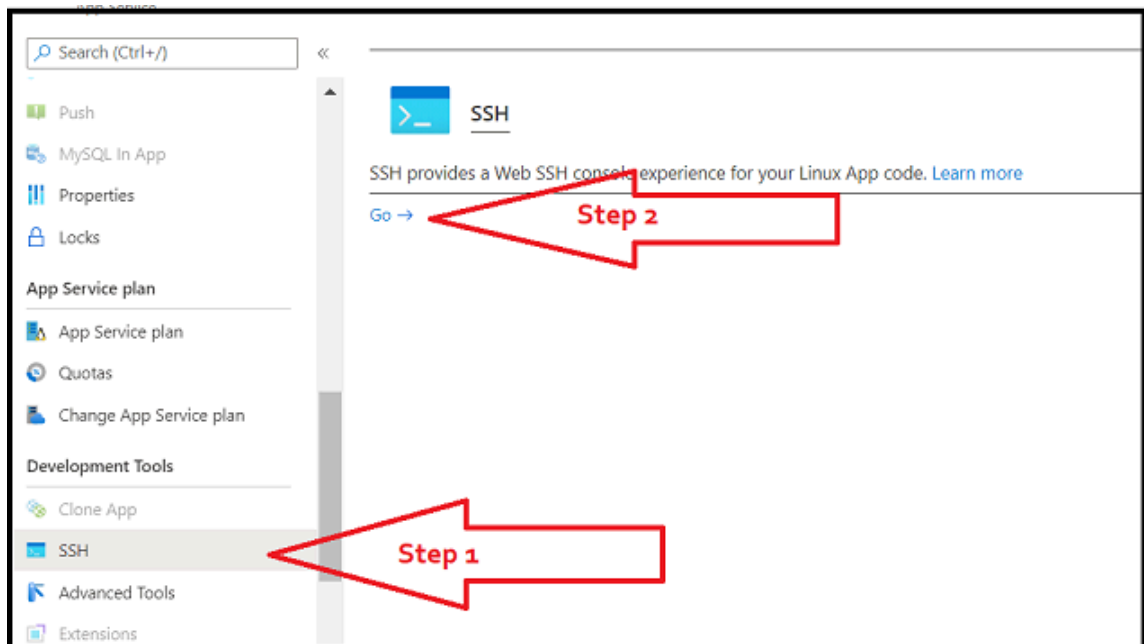 App Service
Search (Ctrl+/)
«
Push
MySQL In App
Properties
Locks
App Service plan
App Service plan
Quotas
Change App Service plan
Development Tools
Clone App
SSH
Advanced Tools
Extensions
>_
SSH
SSH provides a Web SSH console experience for your Linux App code. Learn more
Go →
Step 2
Step 1